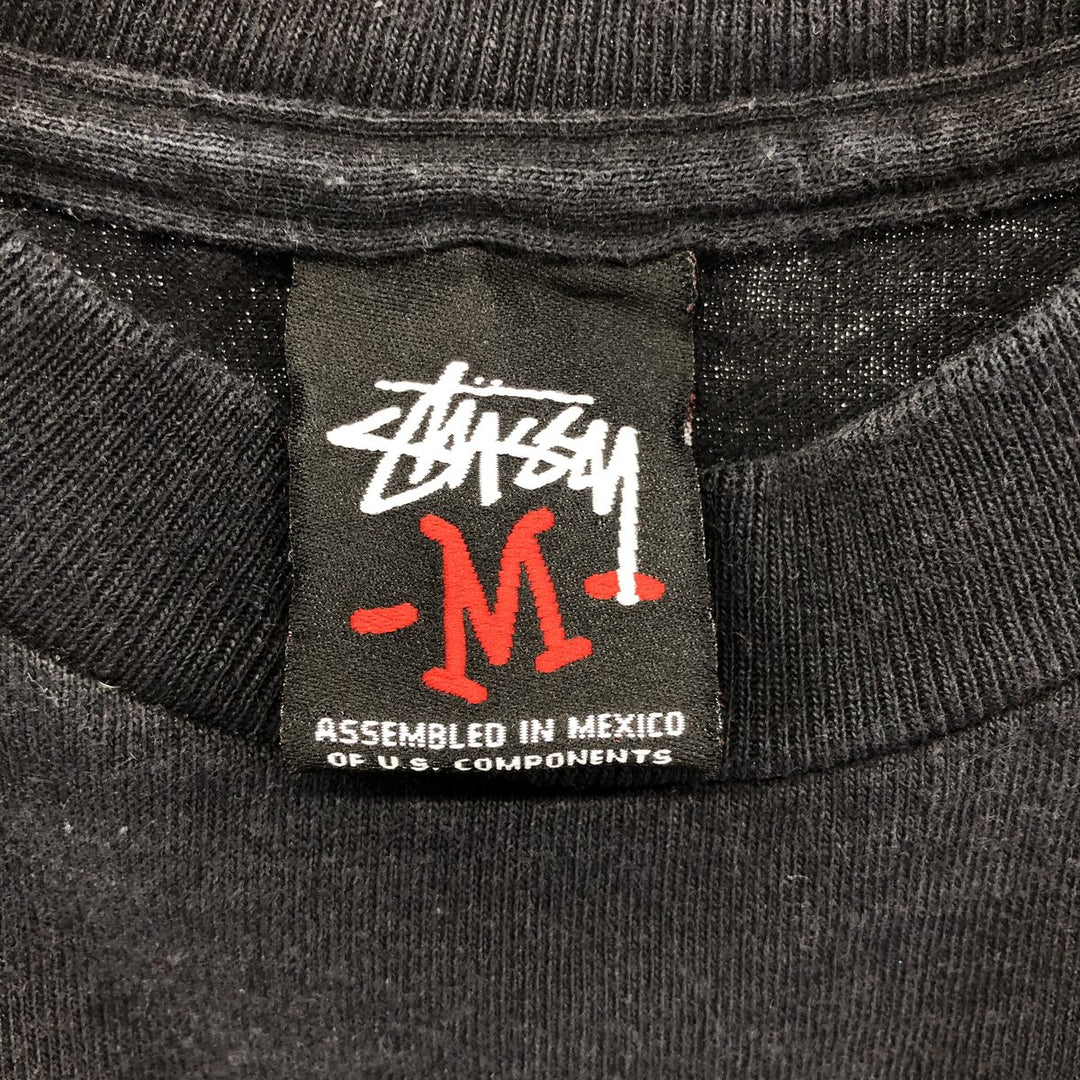 Stüssy
-M-
ASSEMBLED IN MEXICO
OF U.S. COMPONENTS